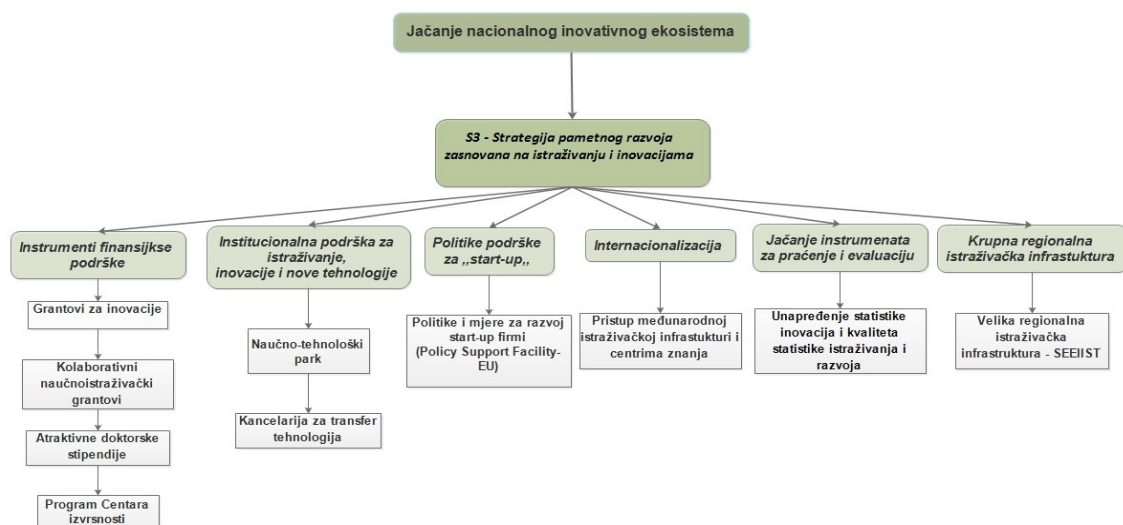 Jačanje nacionalnog inovativnog ekosistema
S3 - Strategija pametnog razvoja
zasnovana na istraživanju i inovacijama
Instrumenti finansijkse
podrške
Grantovi za inovacije
Kolaborativni
naučnoistraživački
grantovi
Atraktivne doktorske
stipendije
Program Centara
izvrsnosti
Institucionalna podrška za
istraživanje,
inovacije i nove tehnologije
Naučno-tehnološki
park
Kancelarija za transfer
tehnologija
Politike podrške
za ,,start-up,,
Politike i mjere za razvoj
start-up firmi
(Policy Support Facility-
EU)
Internacionalizacija
Pristup međunarodnoj
istraživačkoj infrastukturi i
centrima znanja
Jačanje instrumenata
za praćenje i evaluaciju
Unapređenje statistike
inovacija i kvaliteta
statistike istraživanja i
razvoja
Krupna regionalna
istraživačka infrastuktura
Velika regionalna
istraživačka
infrastruktura - SEEIIST